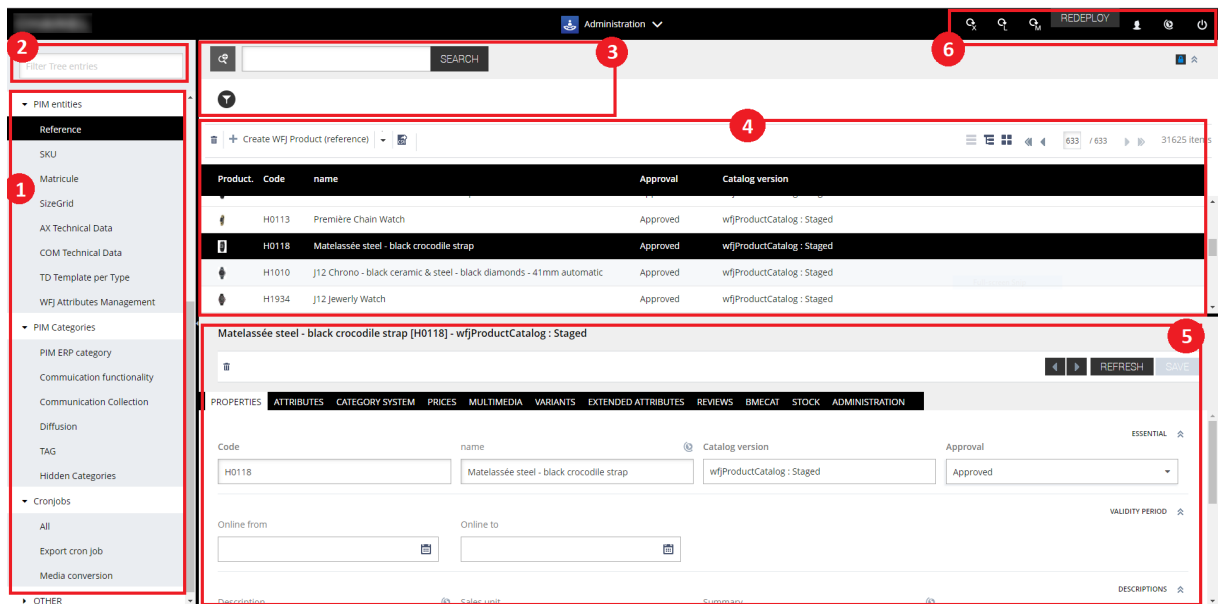 Administration
X
L
M
REDEPLOY
2
3
6
Filter Tree entries
SEARCH
1
PIM entities
Reference
SKU
Matricule
SizeGrid
AX Technical Data
COM Technical Data
TD Template per Type
WFJ Attributes Management
PIM Categories
PIM ERP category
Commuication functionality
Communication Collection
Diffusion
TAG
Hidden Categories
Cronjobs
All
Export cron job
Media conversion
OTHER
4
Create WFJ Product (reference)
633 / 633
31625 items
Product. Code name Approval Catalog version
H0113 Première Chain Watch Approved wfjProductCatalog : Staged
H0118 Matelassée steel - black crocodile strap Approved wfjProductCatalog : Staged
H1010 J12 Chrono - black ceramic & steel - black diamonds - 41mm automatic Approved wfjProductCatalog : Staged
H1934 J12 Jewerly Watch Approved wfjProductCatalog : Staged
Matelassée steel - black crocodile strap [H0118] - wfjProductCatalog : Staged
5
REFRESH SAVE
PROPERTIES ATTRIBUTES CATEGORY SYSTEM PRICES MULTIMEDIA VARIANTS EXTENDED ATTRIBUTES REVIEWS BMECAT STOCK ADMINISTRATION
ESSENTIAL
Code name Catalog version Approval
H0118 Matelassée steel - black crocodile strap wfjProductCatalog : Staged Approved
VALIDITY PERIOD
Online from Online to
DESCRIPTIONS
Description Sales unit Summary